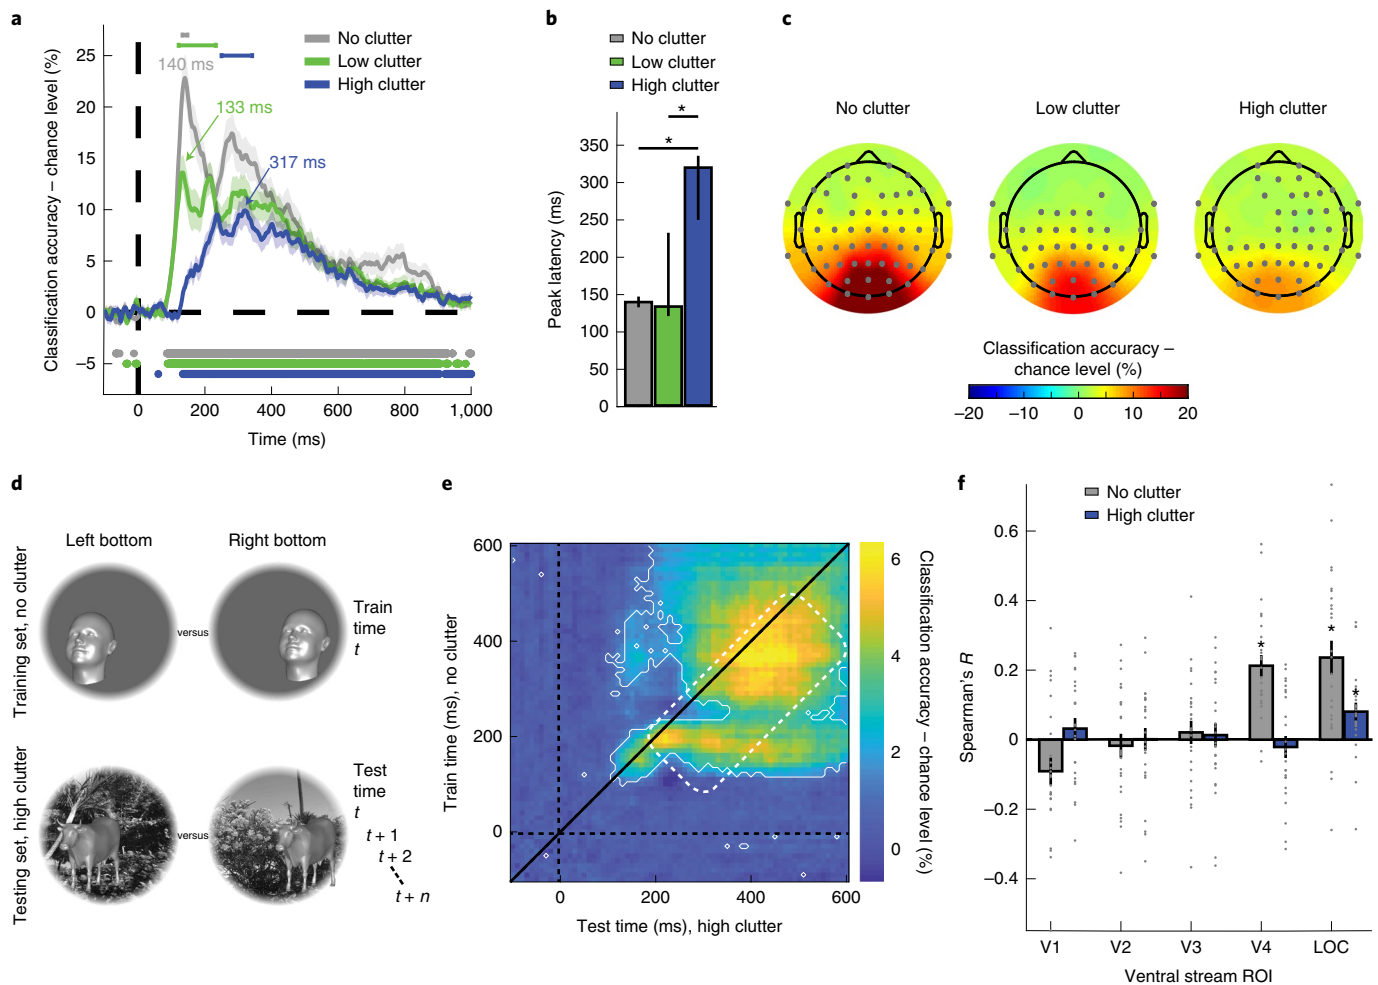 a
Classification accuracy – chance level (%)
25
20
15
10
5
0
–5
140 ms
133 ms
317 ms
No clutter
Low clutter
High clutter
0
200
400
600
800
1,000
Time (ms)
b
No clutter
Low clutter
High clutter
*
*
Peak latency (ms)
350
300
250
200
150
100
50
0
c
No clutter
Low clutter
High clutter
Classification accuracy –
chance level (%)
–20
–10
0
10
20
d
Training set, no clutter
Left bottom
Right bottom
versus
Train
time
t
Testing set, high clutter
versus
Test
time
t
t + 1
t + 2
t + n
e
Train time (ms), no clutter
600
400
200
0
0
200
400
600
Test time (ms), high clutter
6
4
2
0
Classification accuracy – chance level (%)
f
No clutter
High clutter
Spearman's R
0.6
0.4
0.2
0
–0.2
–0.4
*
*
*
V1
V2
V3
V4
LOC
Ventral stream ROI